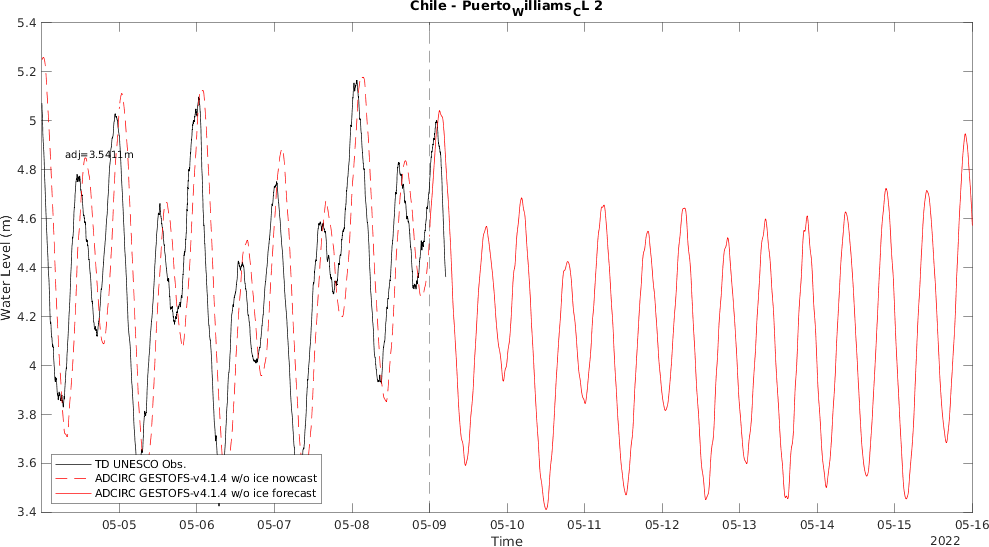 Chile - Puerto_Williams_CL 2
5.4
5.2
5
4.8
4.6
4.4
4.2
4
3.8
3.6
3.4
Water Level (m)
adj=3.5411m
TD UNESCO Obs.
ADCIRC GESTOFS-v4.1.4 w/o ice nowcast
ADCIRC GESTOFS-v4.1.4 w/o ice forecast
05-05 05-06 05-07 05-08 05-09 05-10 05-11 05-12 05-13 05-14 05-15 05-16
Time
2022